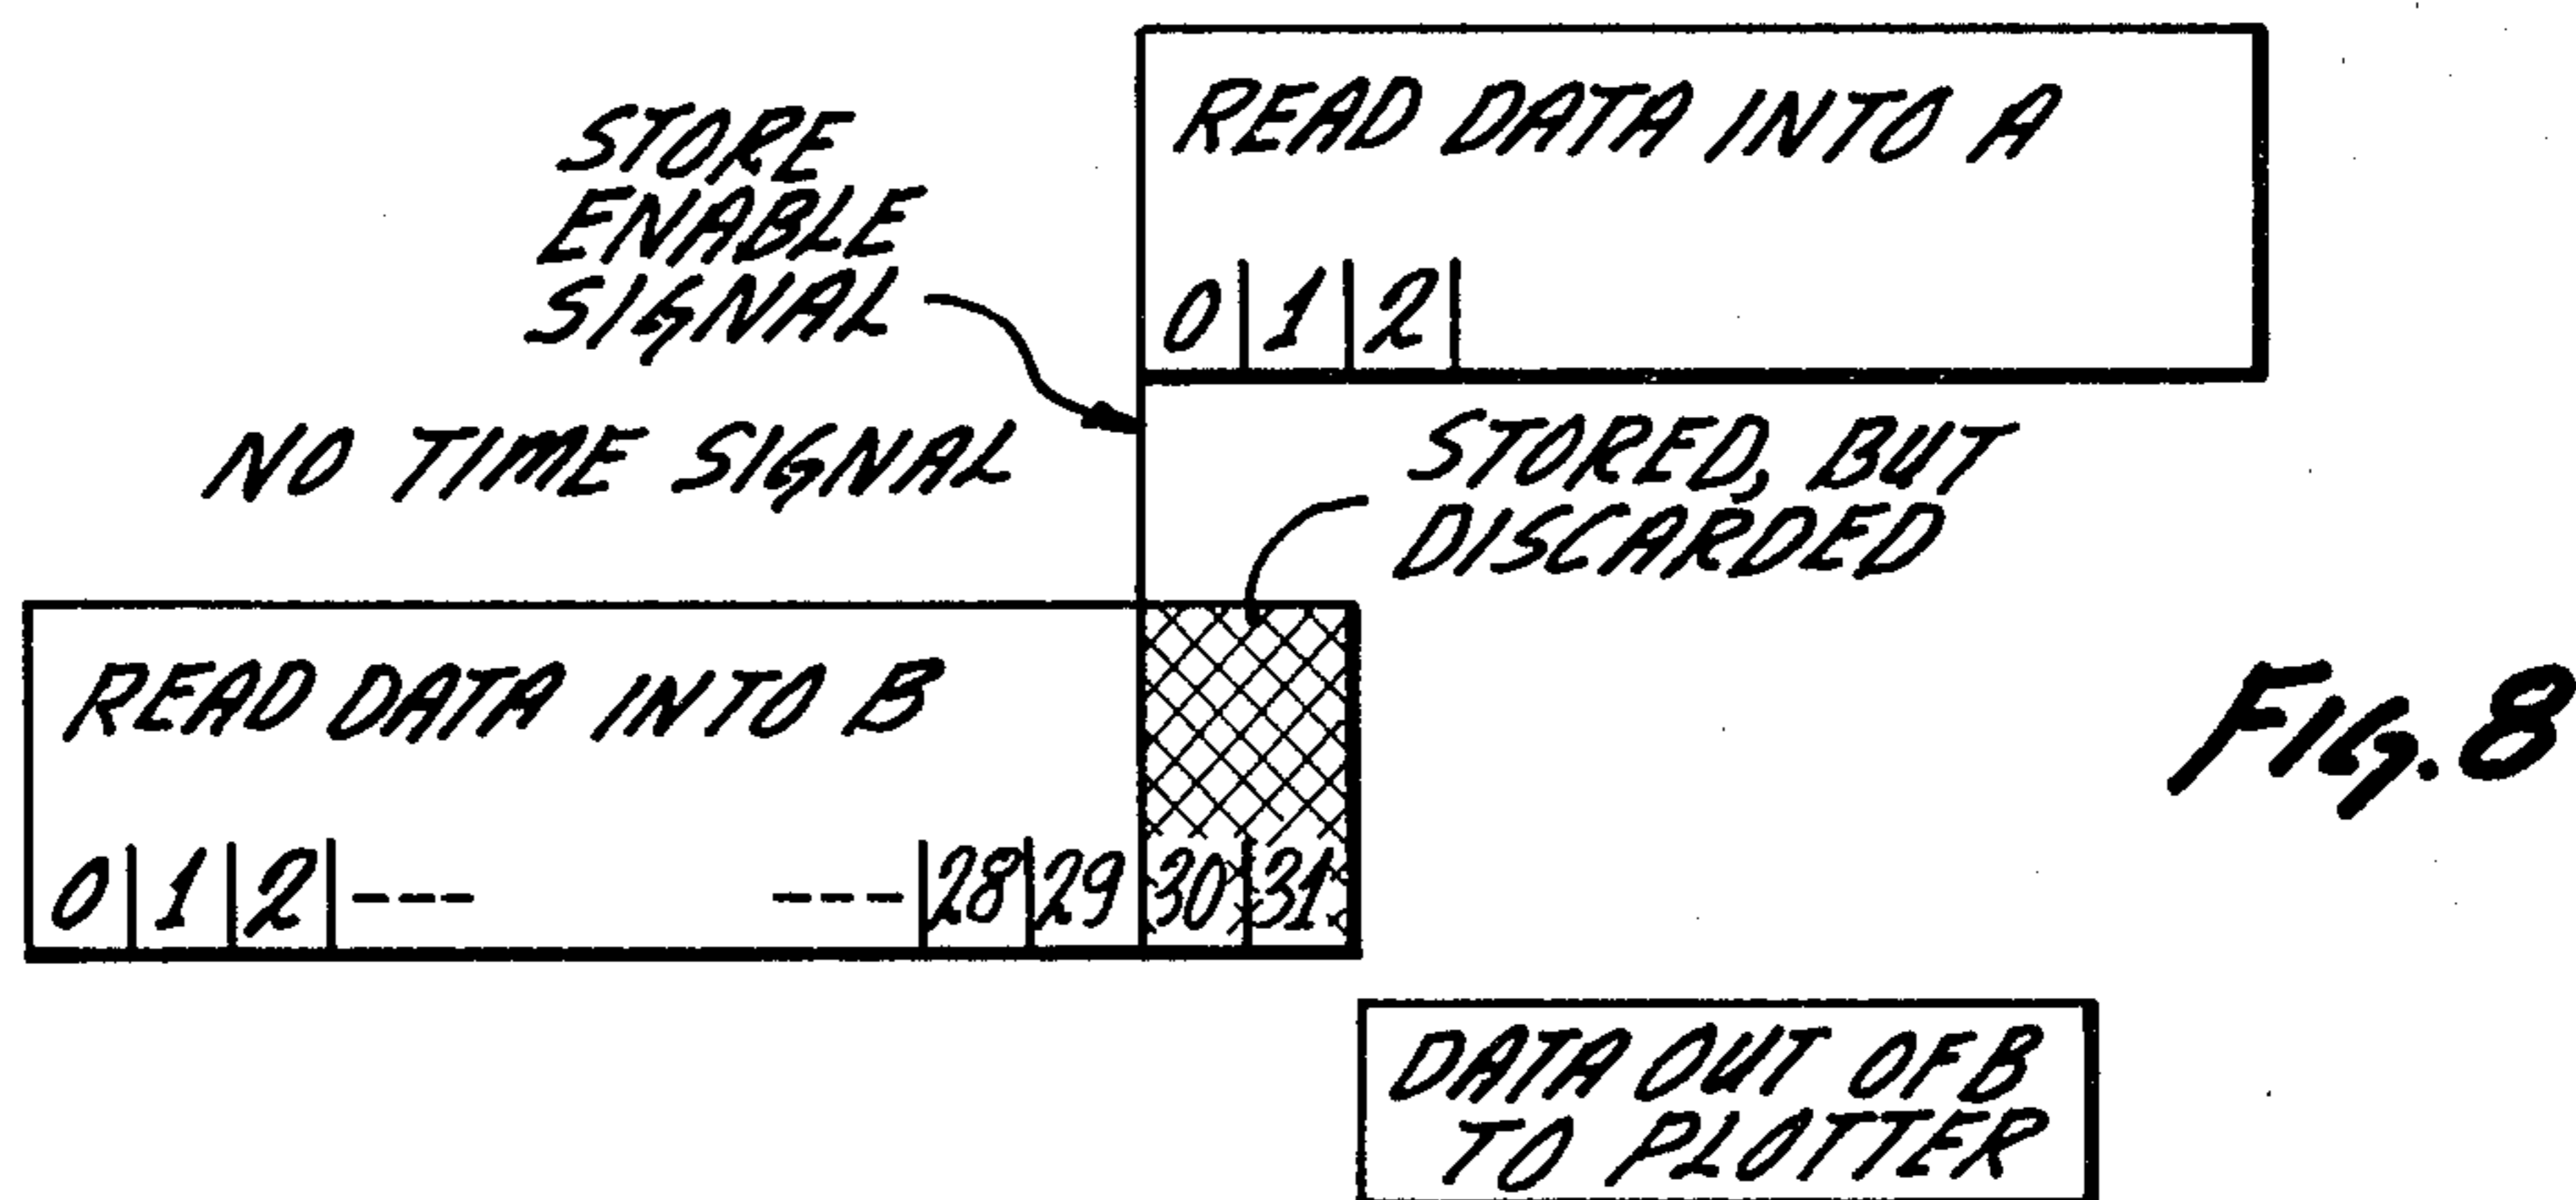 READ DATA INTO A
0 1 2
STORE
ENABLE
SIGNAL
NO TIME SIGNAL
STORED, BUT
DISCARDED
READ DATA INTO B
0 1 2 --- --- 28 29 30 31
FIG. 8
DATA OUT OF B
TO PLOTTER